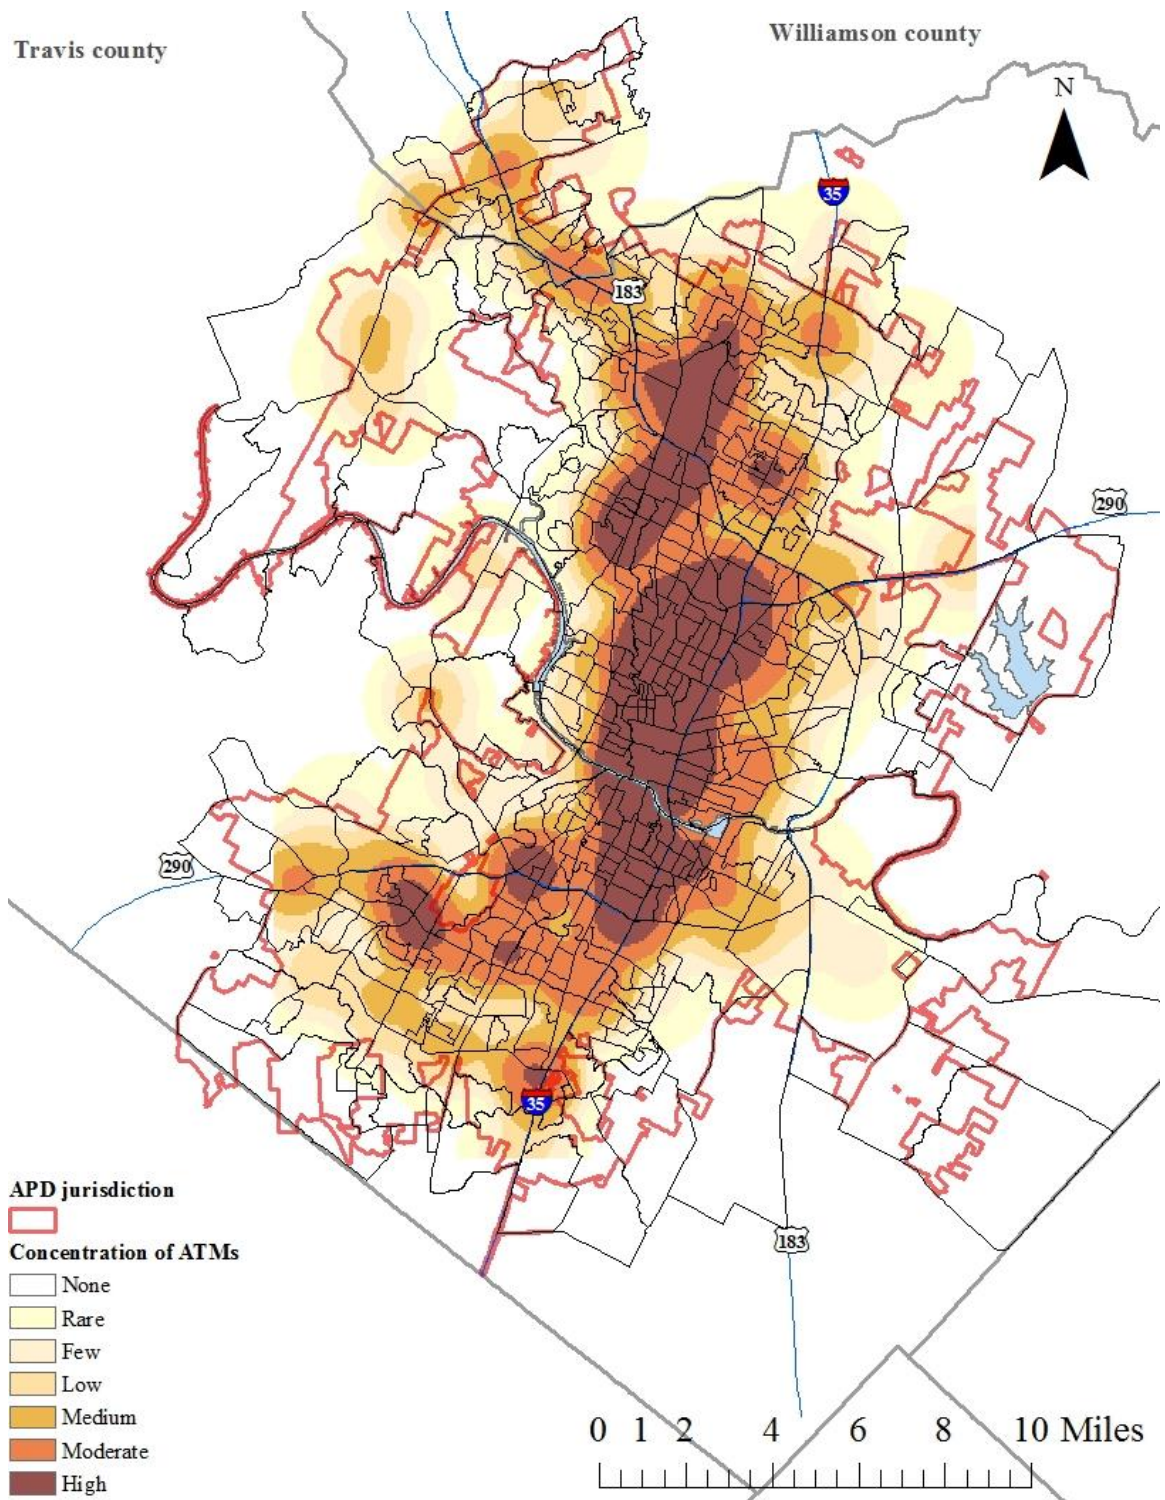 Travis county
Williamson county
N
35
183
290
290
35
183
APD jurisdiction
Concentration of ATMs
None
Rare
Few
Low
Medium
Moderate
High
0 1 2 4 6 8 10 Miles